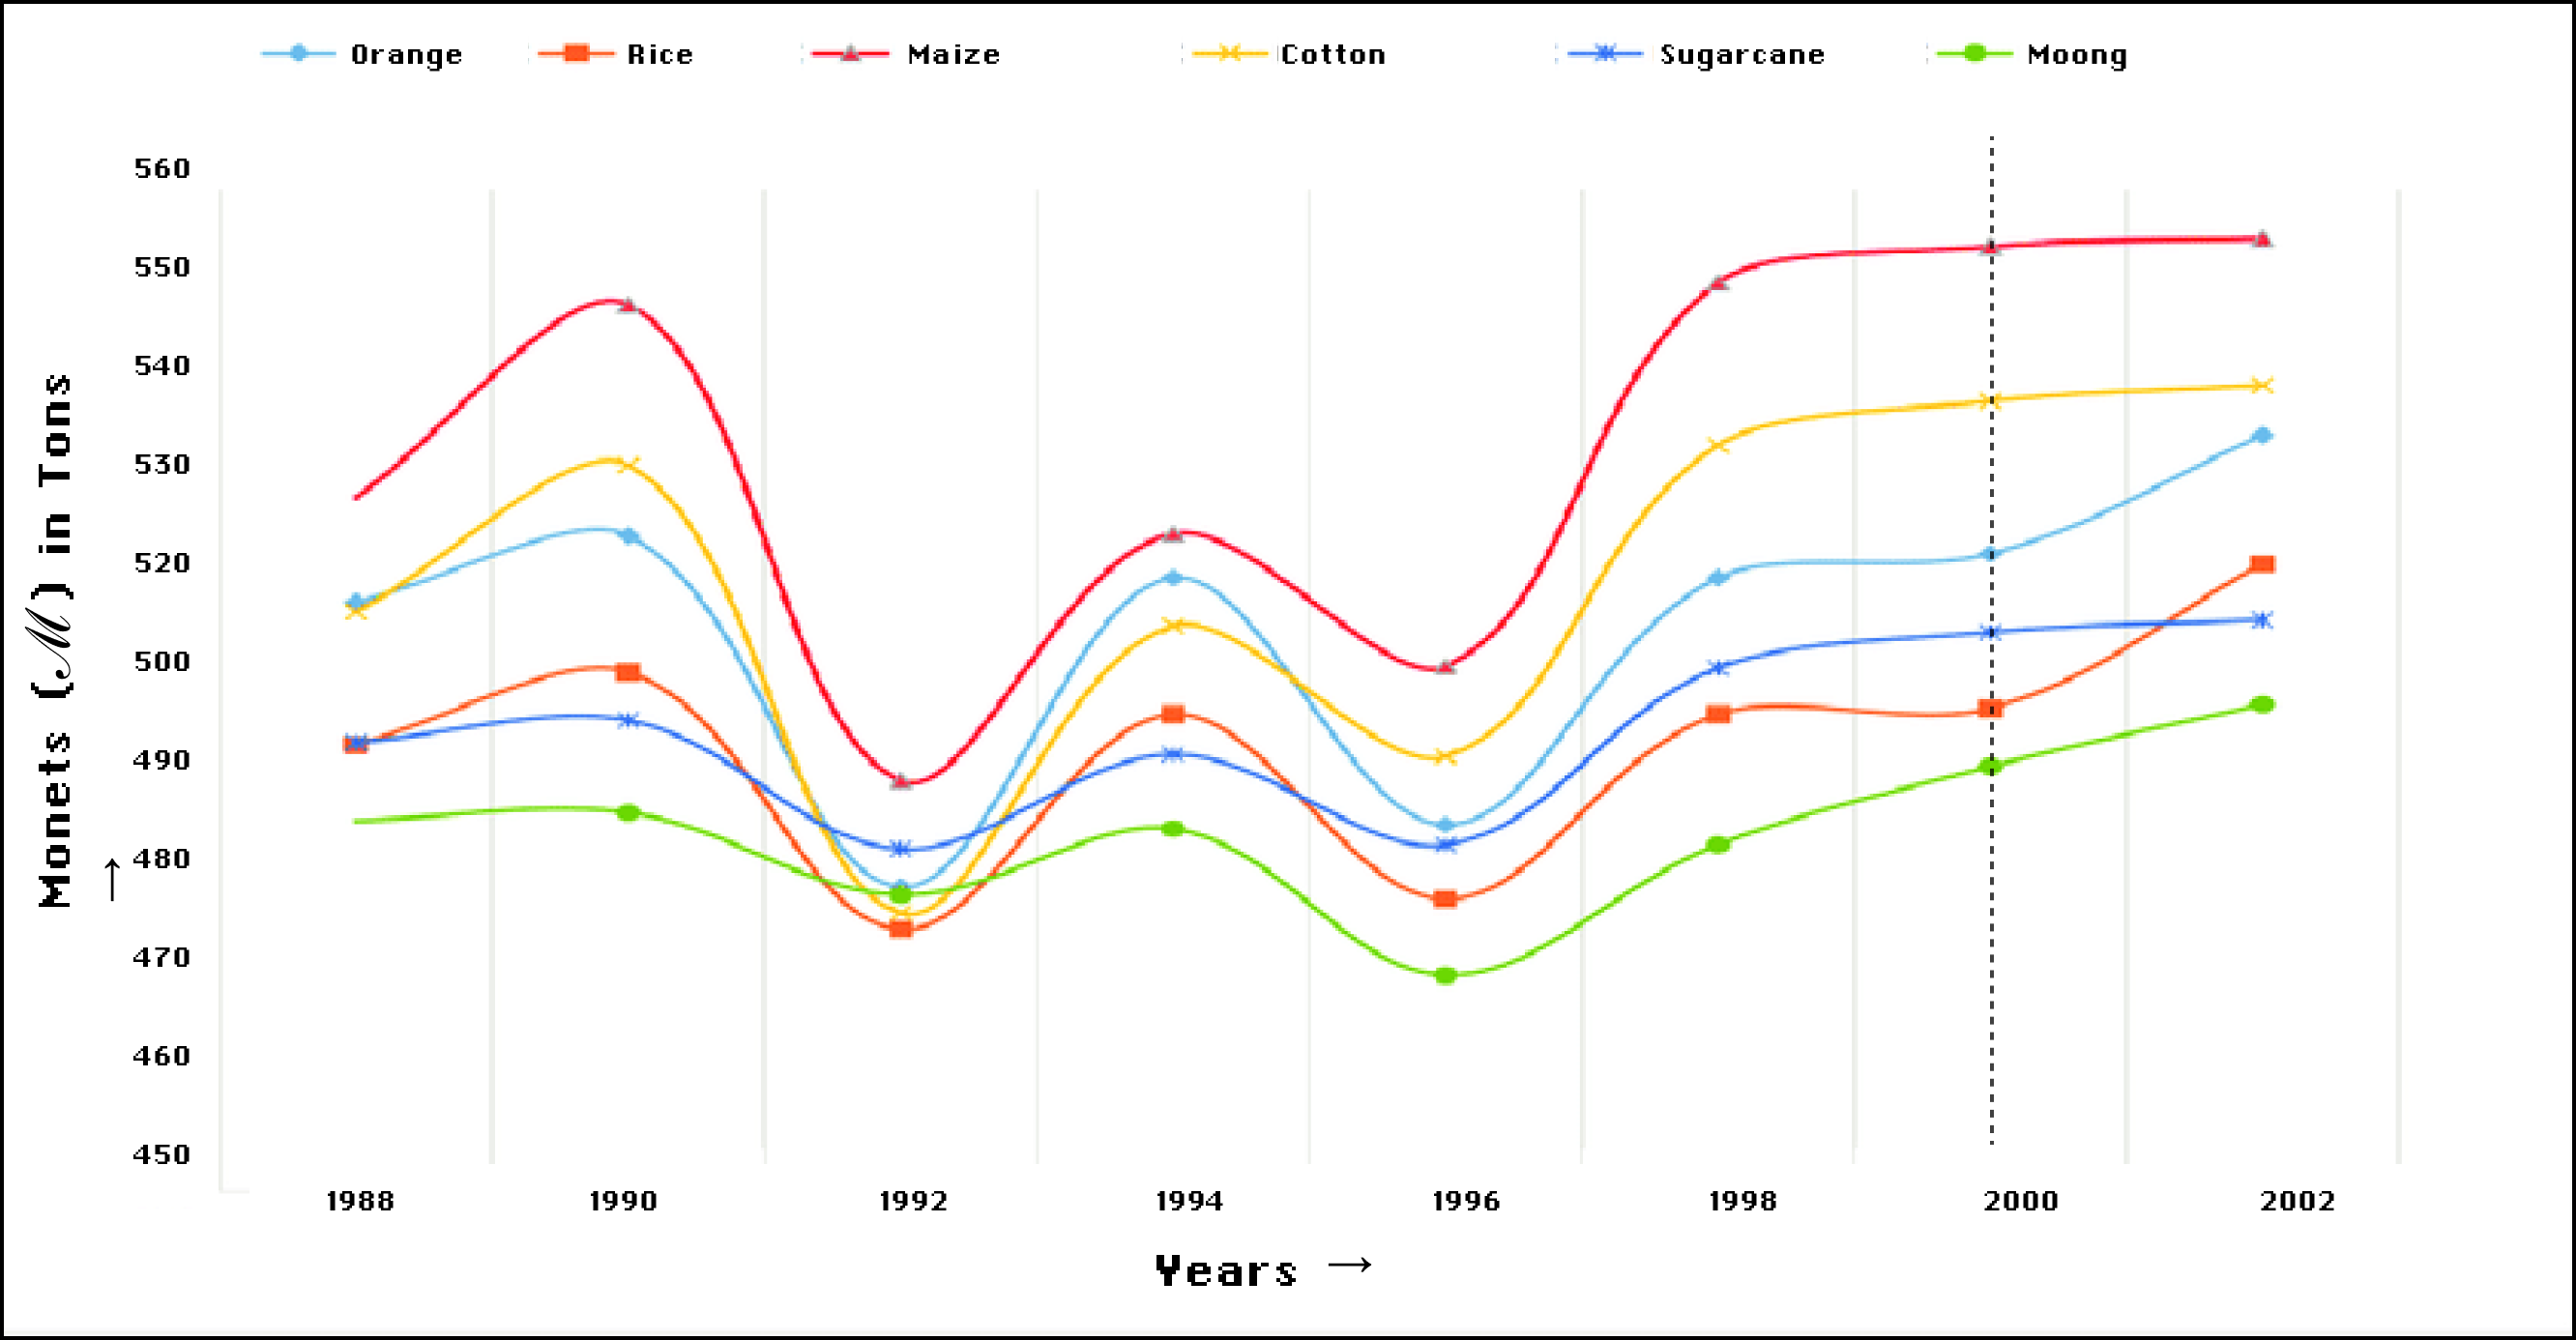 Orange Rice Maize Cotton Sugarcane Moong
560
550
540
530
520
500
490
480
470
460
450
Monets (ℳ) in Tons →
1988 1990 1992 1994 1996 1998 2000 2002
Years →